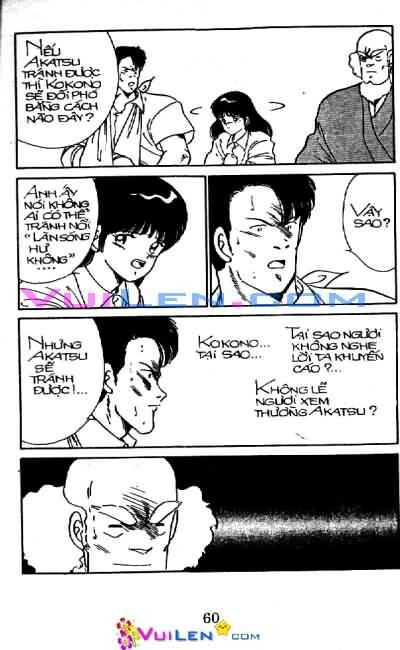 NẾU
AKATSU
TRÁNH ĐƯỢC
THÌ KOKONO
SẼ ĐỐI PHÓ
BẰNG CÁCH
NÀO ĐÂY?
ANH ẤY
NÓI KHÔNG
AI CÓ THỂ
TRÁNH NỔI
"LÀN SÓNG
HƯ
KHÔNG"
....
VẬY
SAO?
VUILEN.COM
NHƯNG
AKATSU
SẼ
TRÁNH
ĐƯỢC!...
KOKONO...
TẠI SAO...
TẠI SAO NGƯƠI
KHÔNG NGHE
LỜI TA KHUYẾN
CÁO?...
KHÔNG LẼ
NGƯƠI XEM
THƯỜNG AKATSU?
60
VUILEN.COM